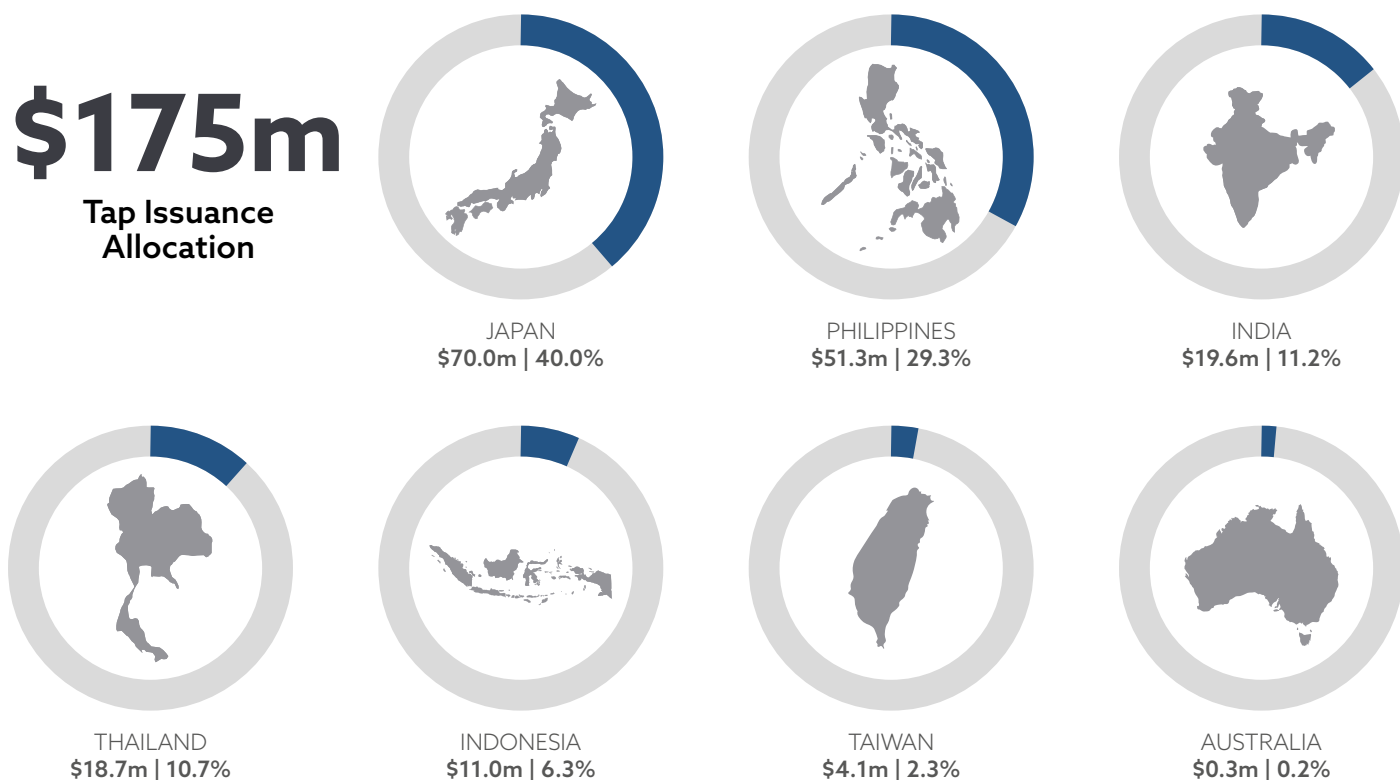 $175m
Tap Issuance
Allocation
JAPAN
$70.0m | 40.0%
PHILIPPINES
$51.3m | 29.3%
INDIA
$19.6m | 11.2%
THAILAND
$18.7m | 10.7%
INDONESIA
$11.0m | 6.3%
TAIWAN
$4.1m | 2.3%
AUSTRALIA
$0.3m | 0.2%